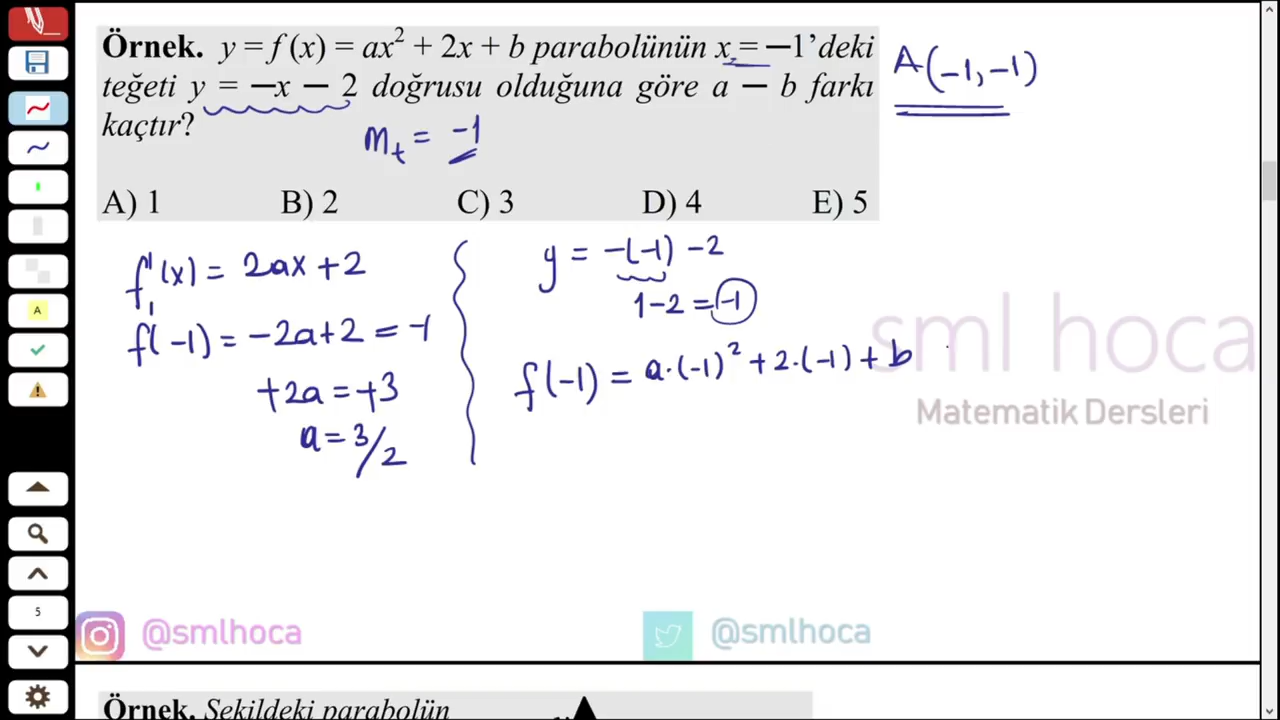 Örnek. y = f(x) = ax² + 2x + b parabolünün x = −1’deki
teğeti y = −x − 2 doğrusu olduğuna göre a − b farkı
kaçtır?
A(-1,-1)
m_t = -1
A) 1 B) 2 C) 3 D) 4 E) 5
f'(x) = 2ax + 2
f'(-1) = -2a + 2 = -1
+2a = +3
a = 3/2
y = -(-1) - 2
1 - 2 = -1
f(-1) = a·(-1)² + 2·(-1) + b
sml hoca
Matematik Dersleri
A
5
@smlhoca
@smlhoca
Örnek. Şekildeki parabolün